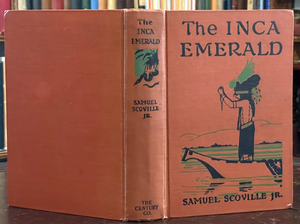 The
INCA
EMERALD
SAMUEL
SCOVILLE
JR.
THE
CENTURY
CO.
The INCA
EMERALD
SAMUEL SCOVILLE JR.